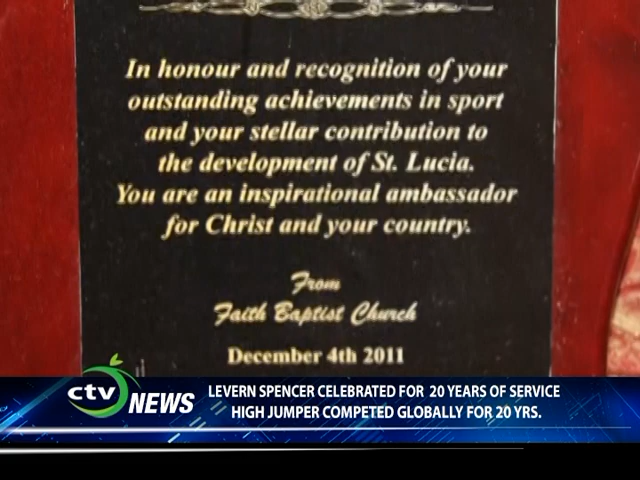 In honour and recognition of your
outstanding achievements in sport
and your stellar contribution to
the development of St. Lucia.
You are an inspirational ambassador
for Christ and your country.
From
Faith Baptist Church
December 4th 2011
ctv NEWS
LEVERN SPENCER CELEBRATED FOR 20 YEARS OF SERVICE
HIGH JUMPER COMPETED GLOBALLY FOR 20 YRS.